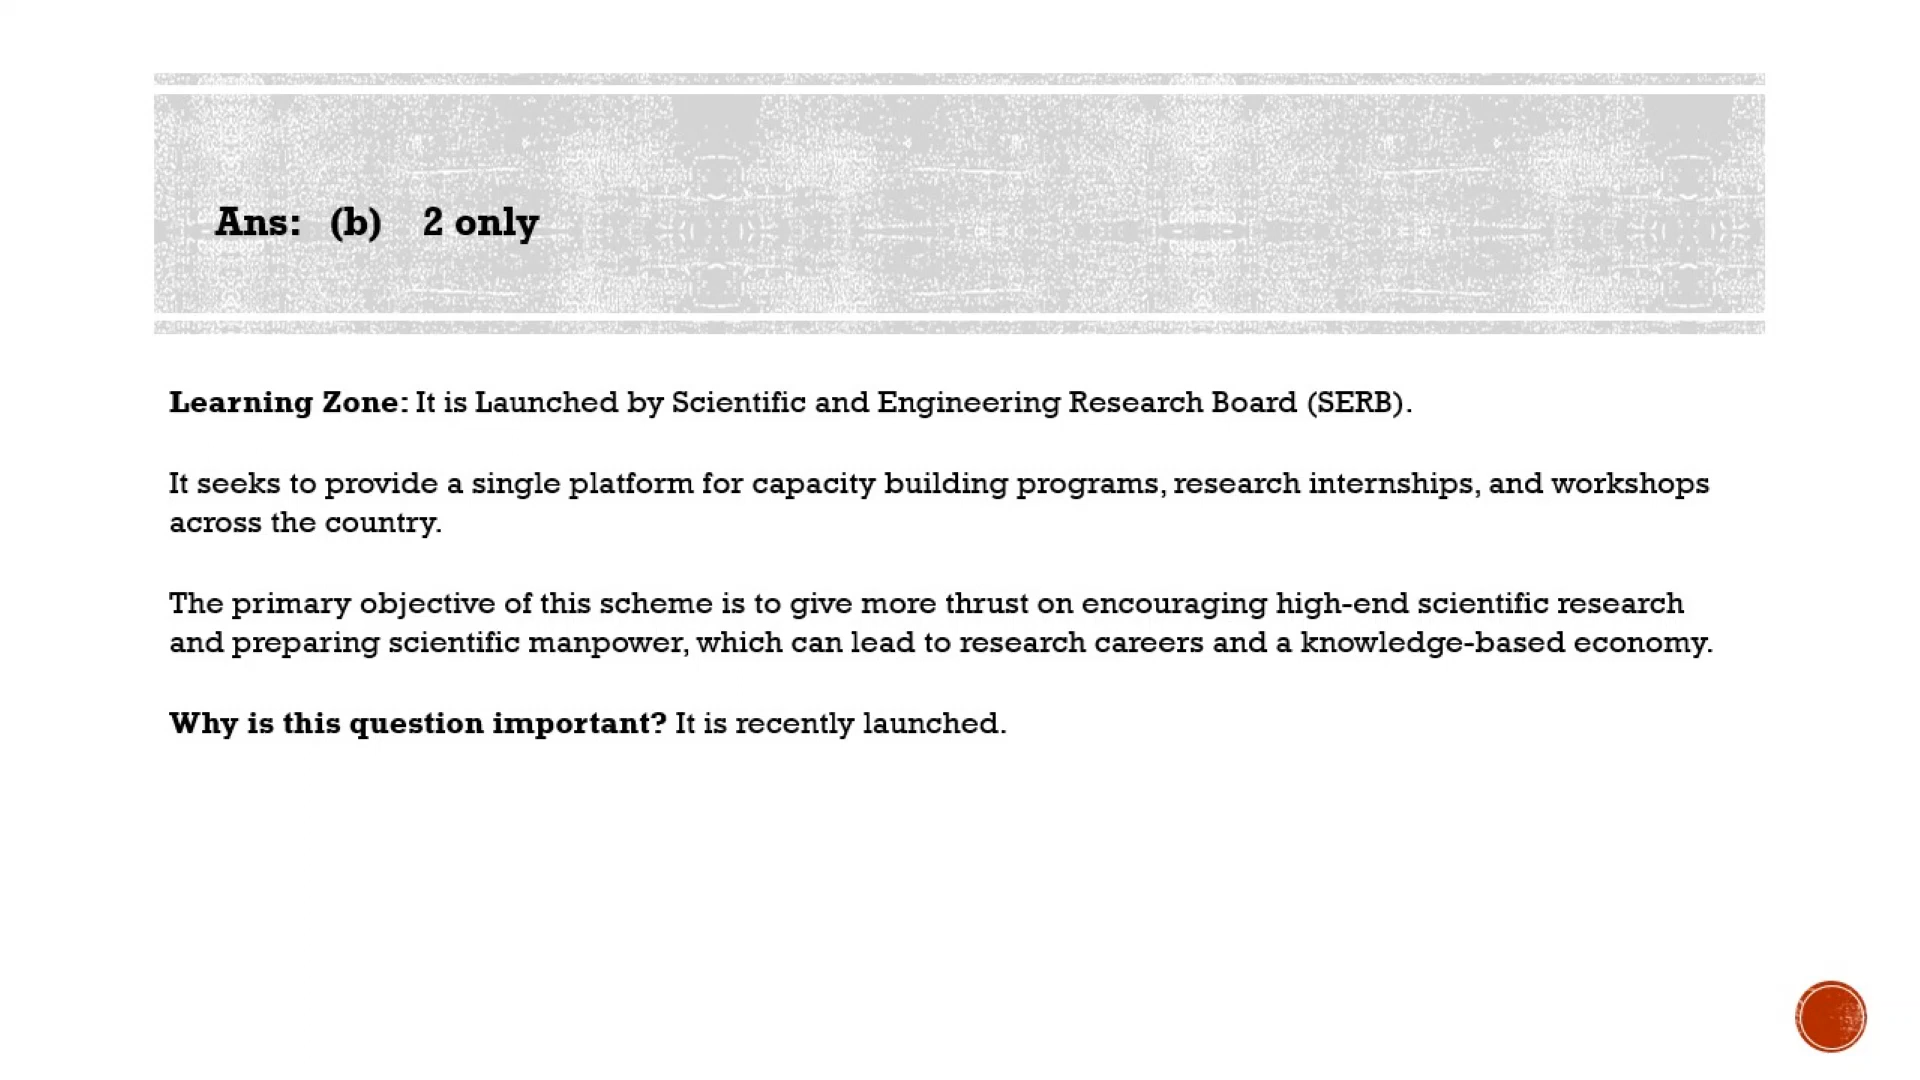 Ans: (b) 2 only
Learning Zone: It is Launched by Scientific and Engineering Research Board (SERB).
It seeks to provide a single platform for capacity building programs, research internships, and workshops
across the country.
The primary objective of this scheme is to give more thrust on encouraging high-end scientific research
and preparing scientific manpower, which can lead to research careers and a knowledge-based economy.
Why is this question important? It is recently launched.